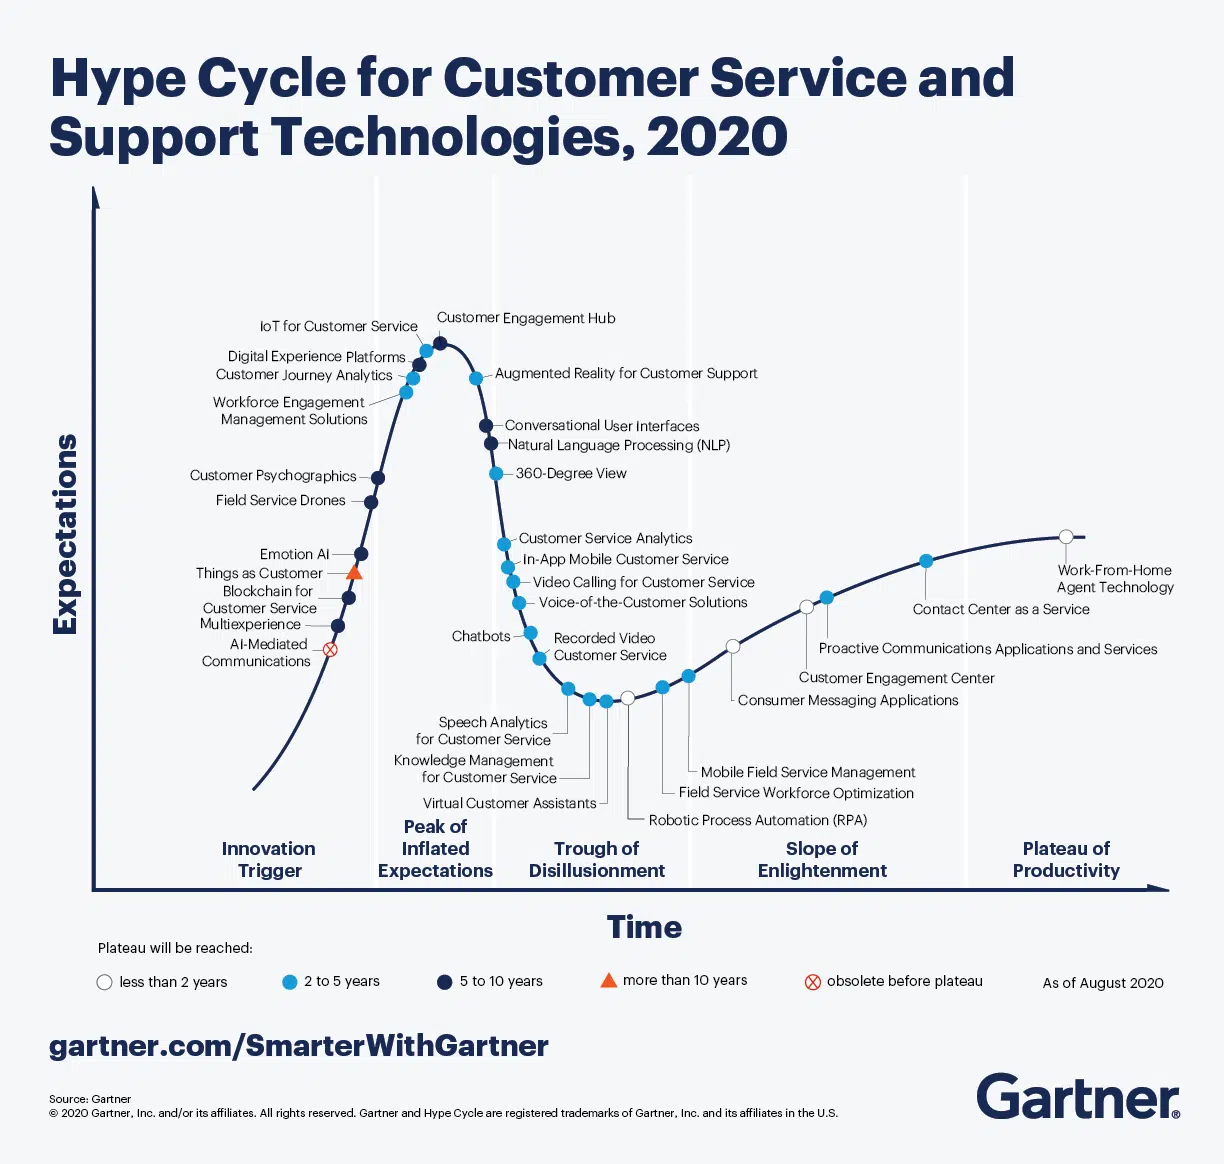 Hype Cycle for Customer Service and
Support Technologies, 2020
Expectations
Customer Engagement Hub
IoT for Customer Service
Digital Experience Platforms
Customer Journey Analytics
Workforce Engagement
Management Solutions
Customer Psychographics
Field Service Drones
Emotion AI
Things as Customer
Blockchain for
Customer Service
Multiexperience
AI-Mediated
Communications
Augmented Reality for Customer Support
Conversational User Interfaces
Natural Language Processing (NLP)
360-Degree View
Customer Service Analytics
In-App Mobile Customer Service
Video Calling for Customer Service
Voice-of-the-Customer Solutions
Chatbots
Recorded Video
Customer Service
Speech Analytics
for Customer Service
Knowledge Management
for Customer Service
Virtual Customer Assistants
Robotic Process Automation (RPA)
Field Service Workforce Optimization
Mobile Field Service Management
Consumer Messaging Applications
Customer Engagement Center
Proactive Communications Applications and Services
Contact Center as a Service
Work-From-Home
Agent Technology
Innovation
Trigger
Peak of
Inflated
Expectations
Trough of
Disillusionment
Slope of
Enlightenment
Plateau of
Productivity
Time
Plateau will be reached:
less than 2 years
2 to 5 years
5 to 10 years
more than 10 years
obsolete before plateau
As of August 2020
gartner.com/SmarterWithGartner
Source: Gartner
© 2020 Gartner, Inc. and/or its affiliates. All rights reserved. Gartner and Hype Cycle are registered trademarks of Gartner, Inc. and its affiliates in the U.S.
Gartner®